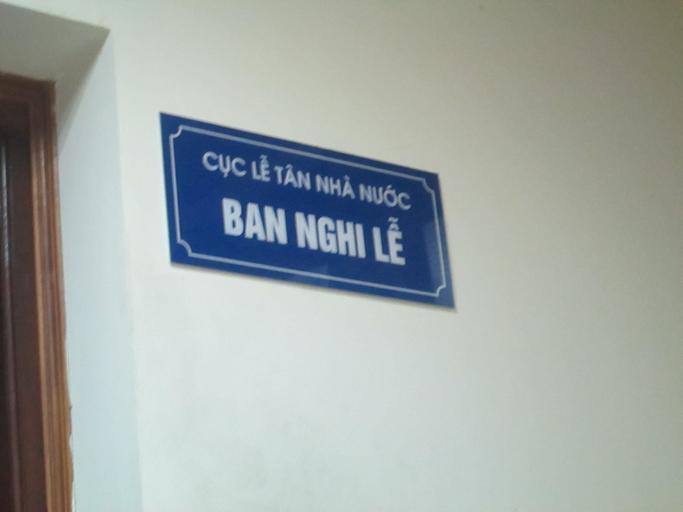 CỤC LỄ TÂN NHÀ NƯỚC
BAN NGHI LỄ